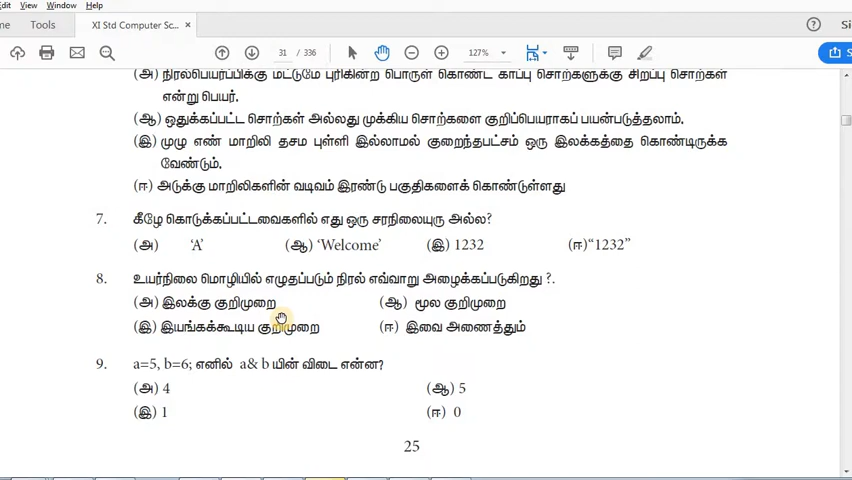 Edit View Window Help
Home Tools XI Std Computer Sc... × Si
31 / 336 127% S
(அ) நிரல்பெயர்ப்பிக்கு மட்டுமே புரிகின்ற பொருள் கொண்ட காப்பு சொற்களுக்கு சிறப்பு சொற்கள்
என்று பெயர்.
(ஆ) ஒதுக்கப்பட்ட சொற்கள் அல்லது முக்கிய சொற்களை குறிப்பெயராகப் பயன்படுத்தலாம்.
(இ) முழு எண் மாறிலி தசம புள்ளி இல்லாமல் குறைந்தபட்சம் ஒரு இலக்கத்தை கொண்டிருக்க
வேண்டும்.
(ஈ) அடுக்கு மாறிலிகளின் வடிவம் இரண்டு பகுதிகளைக் கொண்டுள்ளது
7. கீழே கொடுக்கப்பட்டவைகளில் எது ஒரு சரநிலையுரு அல்ல?
(அ) ‘A’ (ஆ) ‘Welcome’ (இ) 1232 (ஈ)“1232”
8. உயர்நிலை மொழியில் எழுதப்படும் நிரல் எவ்வாறு அழைக்கப்படுகிறது ?.
(அ) இலக்கு குறிமுறை (ஆ) மூல குறிமுறை
(இ) இயங்கக்கூடிய குறிமுறை (ஈ) இவை அணைத்தும்
9. a=5, b=6; எனில் a& b யின் விடை என்ன?
(அ) 4 (ஆ) 5
(இ) 1 (ஈ) 0
25